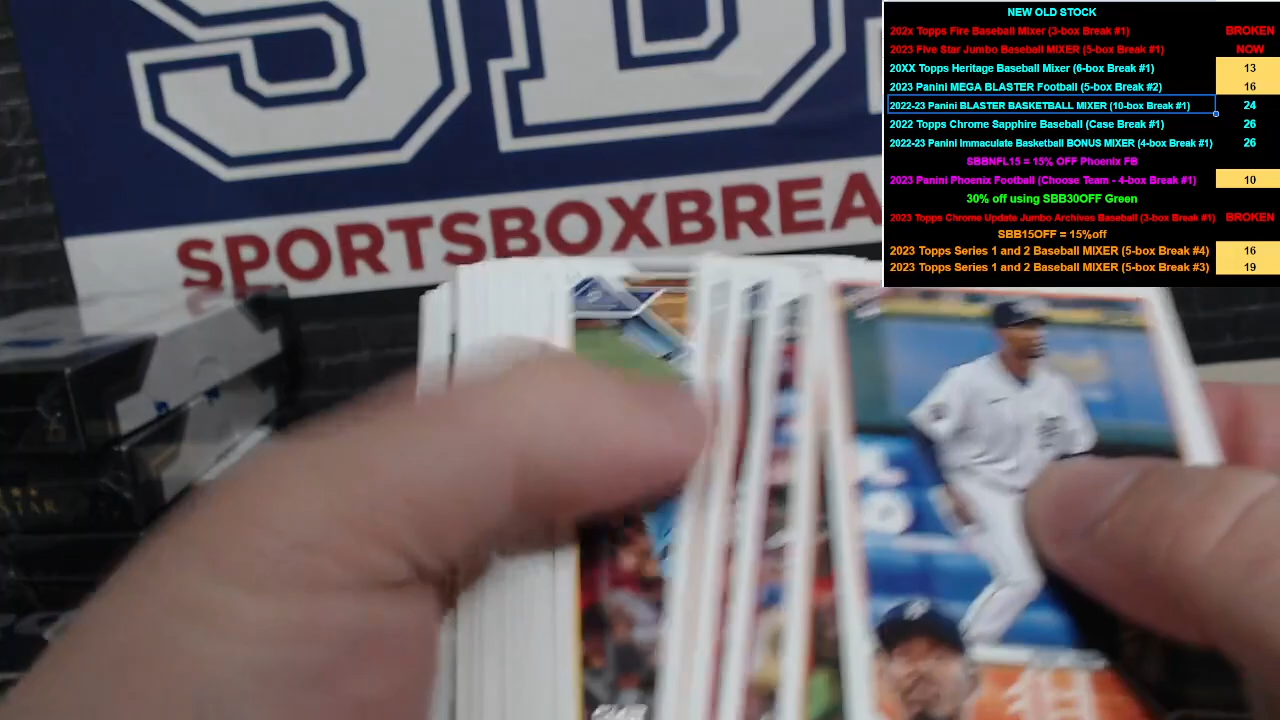 SB
SPORTSBOXBREA
NEW OLD STOCK
202x Topps Fire Baseball Mixer (3-box Break #1) BROKEN
2023 Five Star Jumbo Baseball MIXER (5-box Break #1) NOW
20XX Topps Heritage Baseball Mixer (6-box Break #1) 13
2023 Panini MEGA BLASTER Football (5-box Break #2) 16
2022-23 Panini BLASTER BASKETBALL MIXER (10-box Break #1) 24
2022 Topps Chrome Sapphire Baseball (Case Break #1) 26
2022-23 Panini Immaculate Basketball BONUS MIXER (4-box Break #1) 26
SBBNFL15 = 15% OFF Phoenix FB
2023 Panini Phoenix Football (Choose Team - 4-box Break #1) 10
30% off using SBB30OFF Green
2023 Topps Chrome Update Jumbo Archives Baseball (3-box Break #1) BROKEN
SBB15OFF = 15%off
2023 Topps Series 1 and 2 Baseball MIXER (5-box Break #4) 16
2023 Topps Series 1 and 2 Baseball MIXER (5-box Break #3) 19
STAR